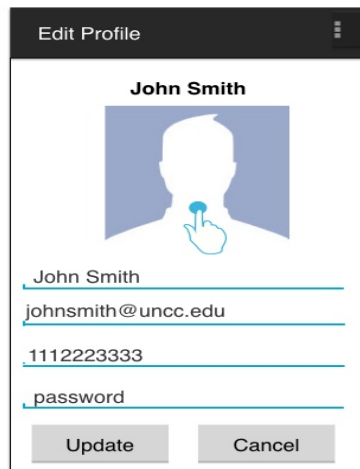 Edit Profile
John Smith
John Smith
johnsmith@uncc.edu
1112223333
password
Update Cancel